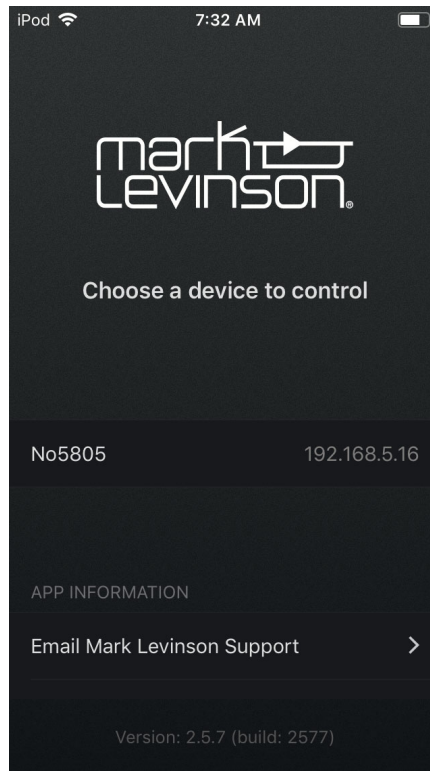 iPod 7:32 AM
mark
Levinson®
Choose a device to control
No5805 192.168.5.16
APP INFORMATION
Email Mark Levinson Support
Version: 2.5.7 (build: 2577)